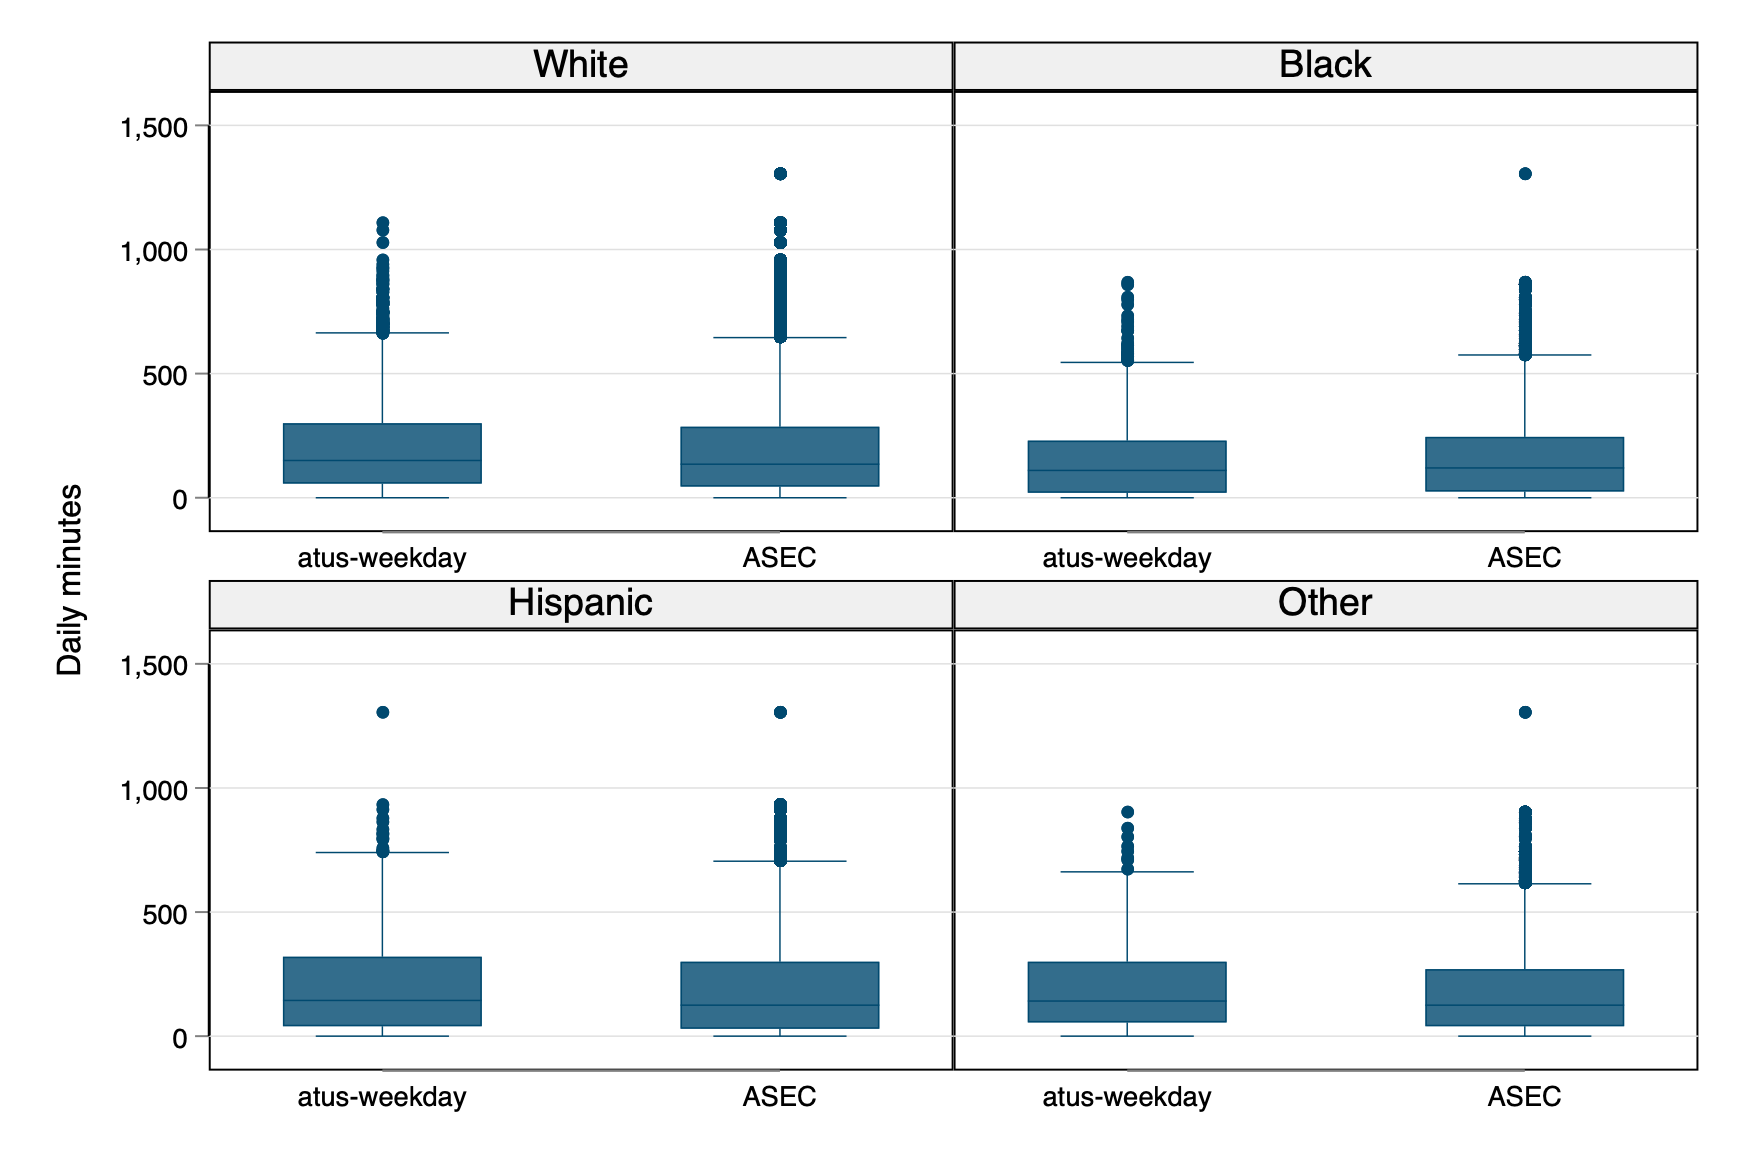 White
Black
1,500
1,000
500
0
atus-weekday
ASEC
atus-weekday
ASEC
Daily minutes
Hispanic
Other
1,500
1,000
500
0
atus-weekday
ASEC
atus-weekday
ASEC